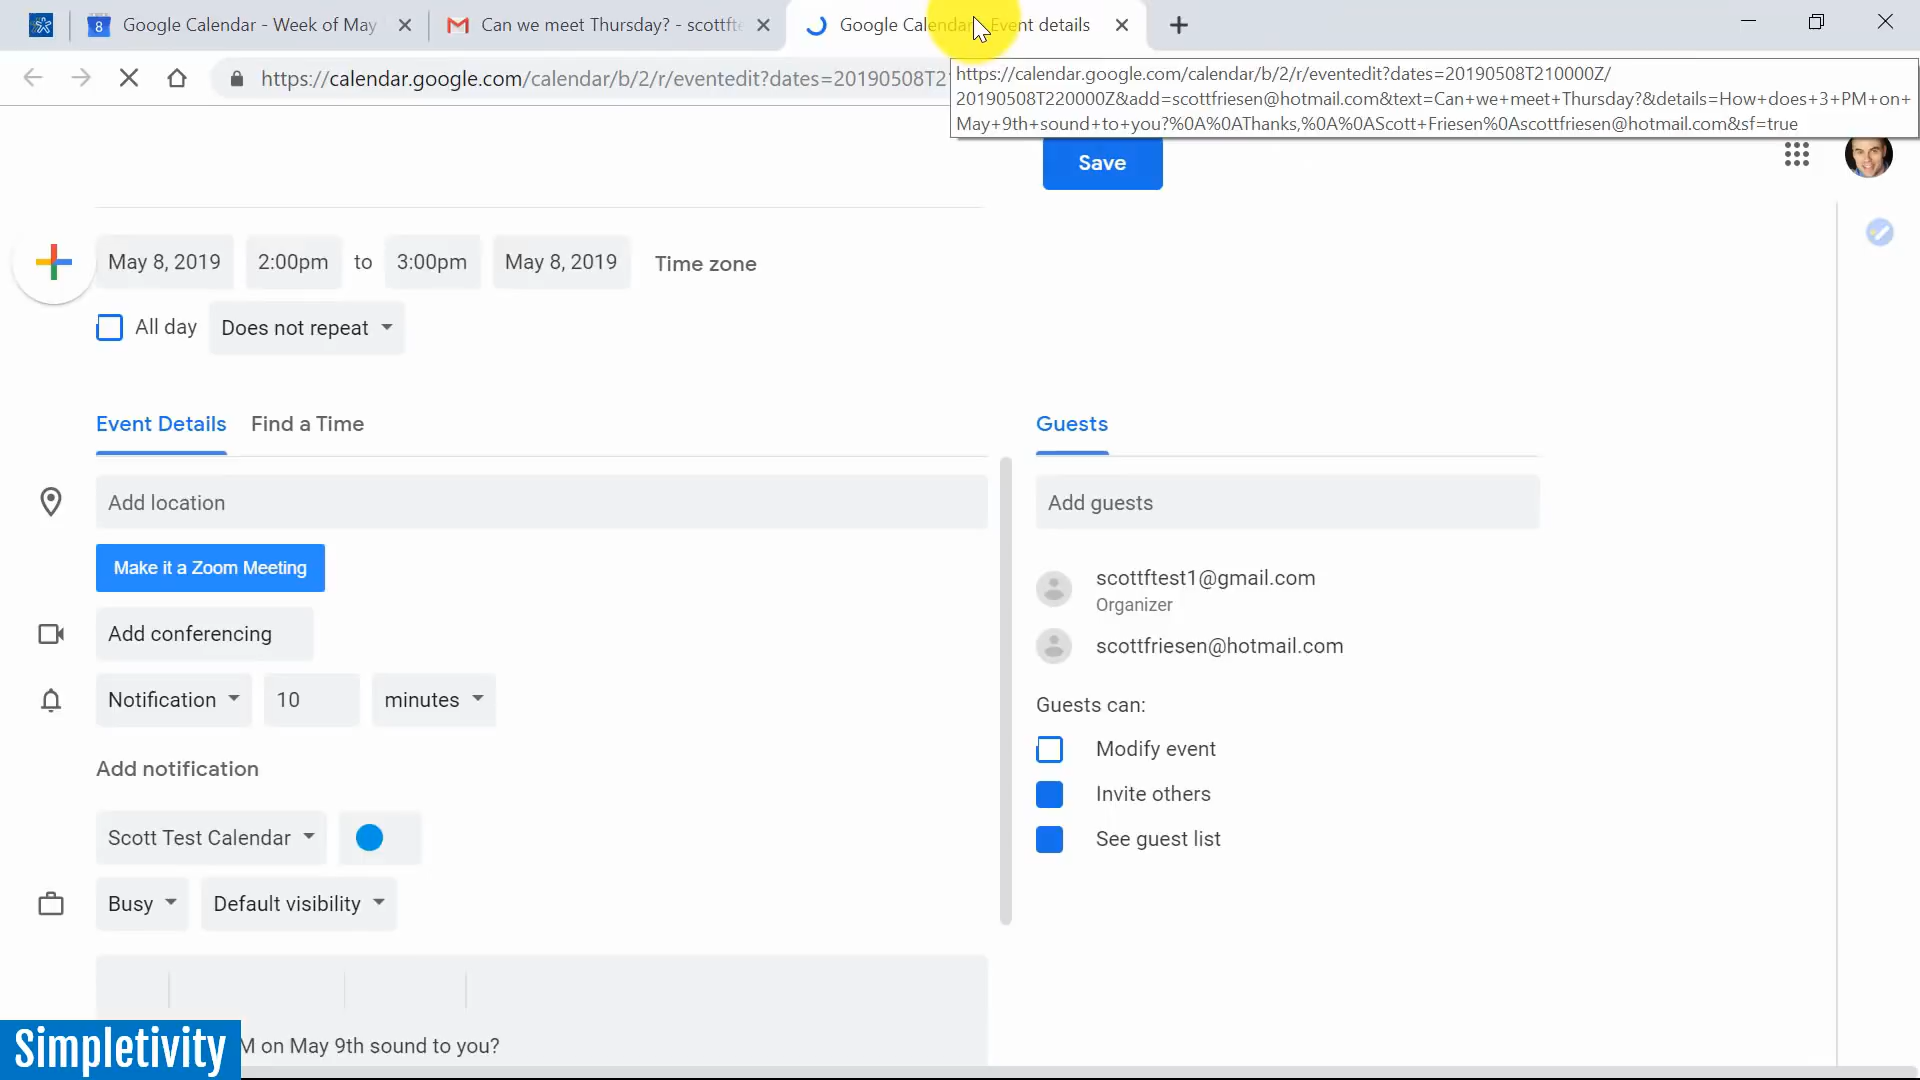 8 Google Calendar - Week of May
Can we meet Thursday? - scottfte
Google Calendar - Event details
https://calendar.google.com/calendar/b/2/r/eventedit?dates=20190508T21
https://calendar.google.com/calendar/b/2/r/eventedit?dates=20190508T210000Z/
20190508T220000Z&add=scottfriesen@hotmail.com&text=Can+we+meet+Thursday?&details=How+does+3+PM+on+
May+9th+sound+to+you?%0A%0AThanks,%0A%0AScott+Friesen%0Ascottfriesen@hotmail.com&sf=true
Save
May 8, 2019 2:00pm to 3:00pm May 8, 2019 Time zone
All day Does not repeat
Event Details Find a Time
Guests
Add location
Add guests
Make it a Zoom Meeting
scottftest1@gmail.com
Organizer
Add conferencing
scottfriesen@hotmail.com
Notification 10 minutes
Guests can:
Modify event
Add notification
Invite others
Scott Test Calendar
See guest list
Busy Default visibility
M on May 9th sound to you?
Simpletivity